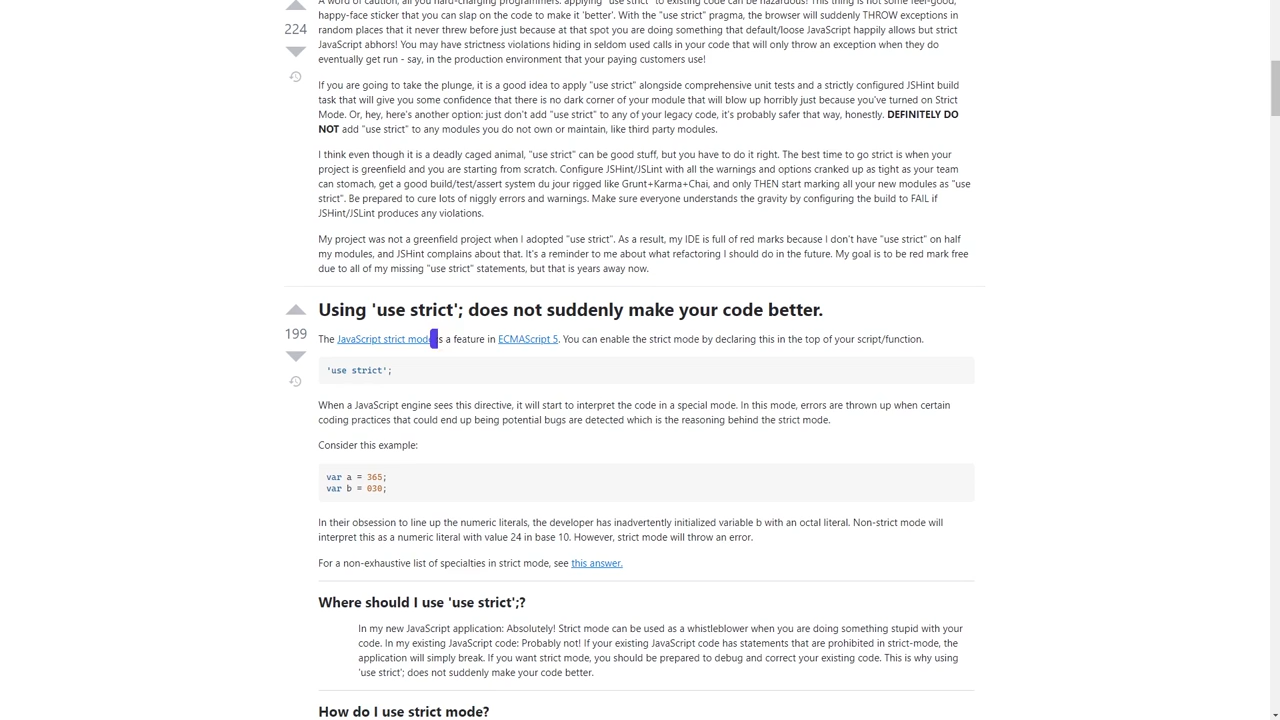 A word of caution, all you hard-charging programmers: applying "use strict" to existing code can be hazardous! This thing is not some feel-good,
happy-face sticker that you can slap on the code to make it 'better'. With the "use strict" pragma, the browser will suddenly THROW exceptions in
random places that it never threw before just because at that spot you are doing something that default/loose JavaScript happily allows but strict
JavaScript abhors! You may have strictness violations hiding in seldom used calls in your code that will only throw an exception when they do
eventually get run - say, in the production environment that your paying customers use!
224
If you are going to take the plunge, it is a good idea to apply "use strict" alongside comprehensive unit tests and a strictly configured JSHint build
task that will give you some confidence that there is no dark corner of your module that will blow up horribly just because you've turned on Strict
Mode. Or, hey, here's another option: just don't add "use strict" to any of your legacy code, it's probably safer that way, honestly. DEFINITELY DO
NOT add "use strict" to any modules you do not own or maintain, like third party modules.
I think even though it is a deadly caged animal, "use strict" can be good stuff, but you have to do it right. The best time to go strict is when your
project is greenfield and you are starting from scratch. Configure JSHint/JSLint with all the warnings and options cranked up as tight as your team
can stomach, get a good build/test/assert system du jour rigged like Grunt+Karma+Chai, and only THEN start marking all your new modules as "use
strict". Be prepared to cure lots of niggly errors and warnings. Make sure everyone understands the gravity by configuring the build to FAIL if
JSHint/JSLint produces any violations.
My project was not a greenfield project when I adopted "use strict". As a result, my IDE is full of red marks because I don't have "use strict" on half
my modules, and JSHint complains about that. It's a reminder to me about what refactoring I should do in the future. My goal is to be red mark free
due to all of my missing "use strict" statements, but that is years away now.
Using 'use strict'; does not suddenly make your code better.
199
The JavaScript strict mode s a feature in ECMAScript 5. You can enable the strict mode by declaring this in the top of your script/function.
'use strict';
When a JavaScript engine sees this directive, it will start to interpret the code in a special mode. In this mode, errors are thrown up when certain
coding practices that could end up being potential bugs are detected which is the reasoning behind the strict mode.
Consider this example:
var a = 365;
var b = 030;
In their obsession to line up the numeric literals, the developer has inadvertently initialized variable b with an octal literal. Non-strict mode will
interpret this as a numeric literal with value 24 in base 10. However, strict mode will throw an error.
For a non-exhaustive list of specialties in strict mode, see this answer.
Where should I use 'use strict';?
In my new JavaScript application: Absolutely! Strict mode can be used as a whistleblower when you are doing something stupid with your
code. In my existing JavaScript code: Probably not! If your existing JavaScript code has statements that are prohibited in strict-mode, the
application will simply break. If you want strict mode, you should be prepared to debug and correct your existing code. This is why using
'use strict'; does not suddenly make your code better.
How do I use strict mode?